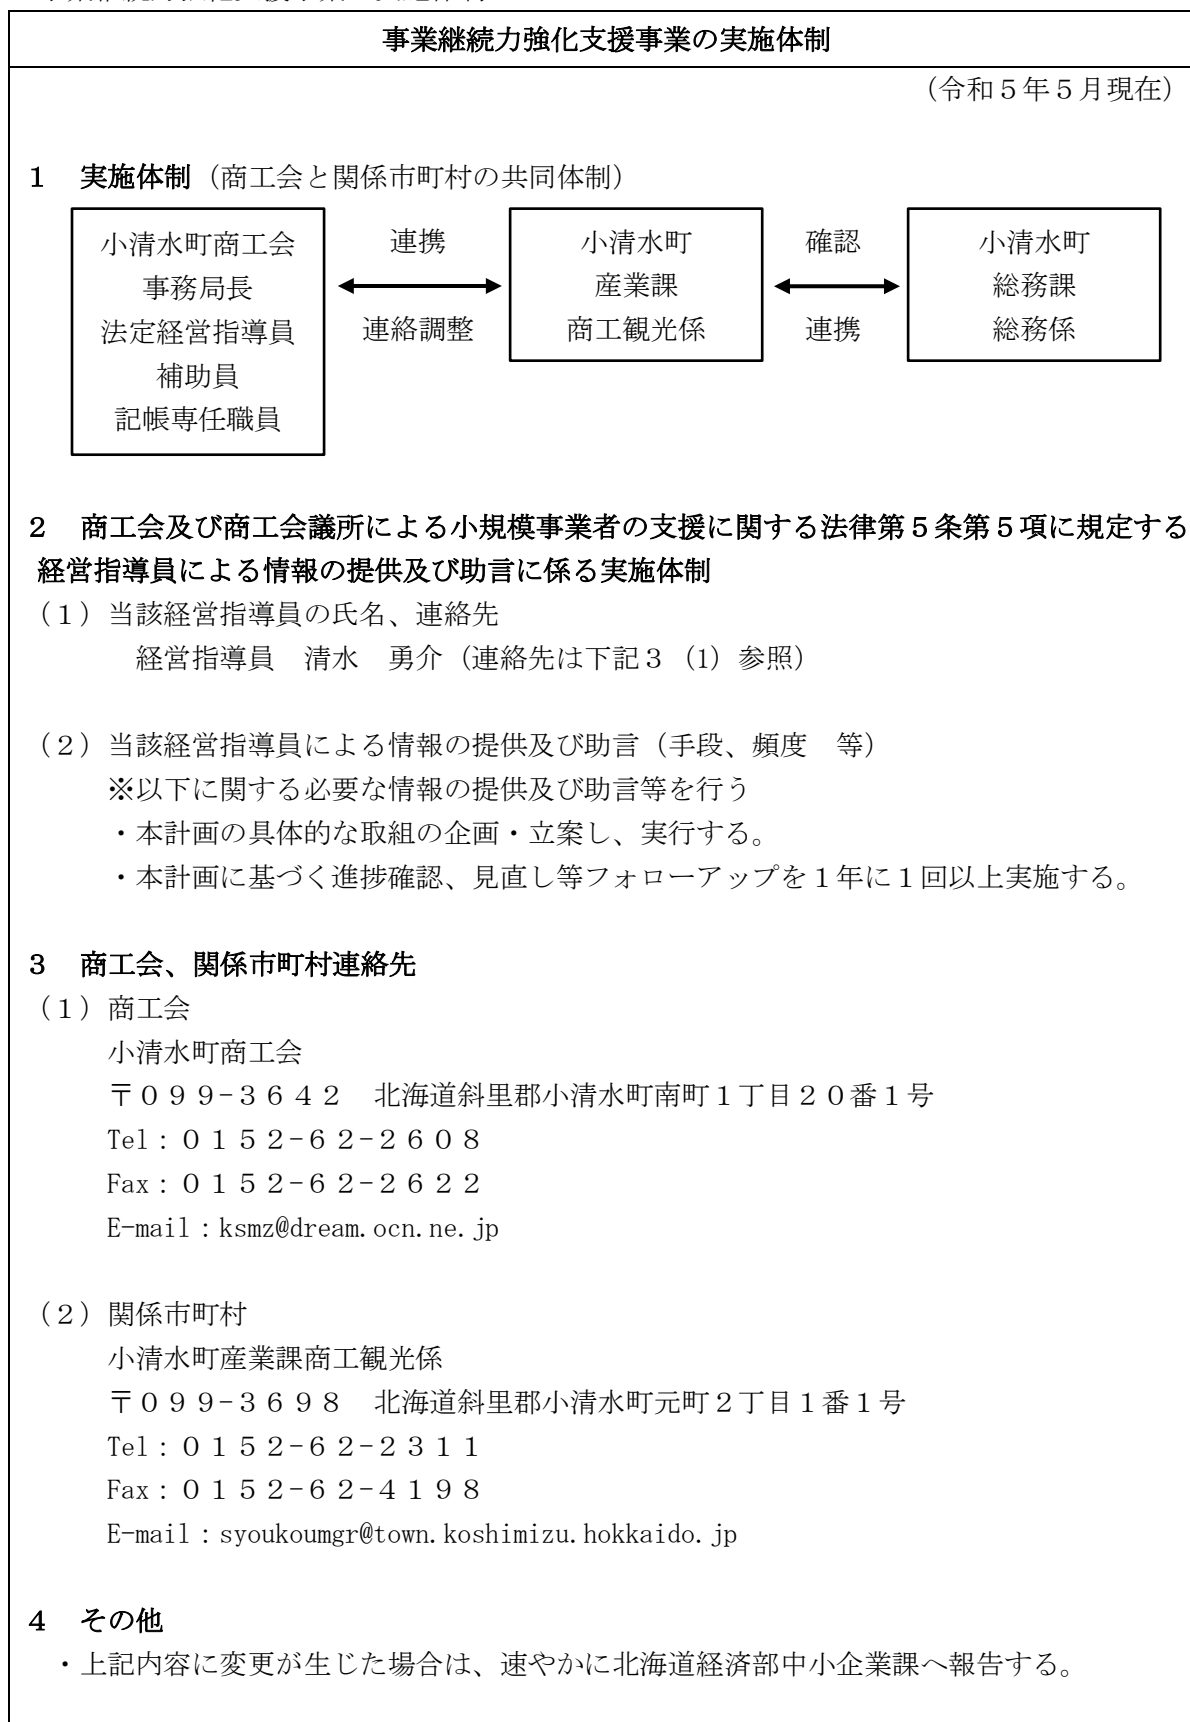 事業継続力強化支援事業の実施体制
（令和５年５月現在）
１　実施体制（商工会と関係市町村の共同体制）
小清水町商工会
事務局長
法定経営指導員
補助員
記帳専任職員
連携
連絡調整
小清水町
産業課
商工観光係
確認
連携
小清水町
総務課
総務係
２　商工会及び商工会議所による小規模事業者の支援に関する法律第５条第５項に規定する
経営指導員による情報の提供及び助言に係る実施体制
（１）当該経営指導員の氏名、連絡先
経営指導員　清水　勇介（連絡先は下記３（1）参照）
（２）当該経営指導員による情報の提供及び助言（手段、頻度　等）
※以下に関する必要な情報の提供及び助言等を行う
・本計画の具体的な取組の企画・立案し、実行する。
・本計画に基づく進捗確認、見直し等フォローアップを１年に１回以上実施する。
３　商工会、関係市町村連絡先
（１）商工会
小清水町商工会
〒０９９-３６４２　北海道斜里郡小清水町南町１丁目２０番１号
Tel：０１５２-６２-２６０８
Fax：０１５２-６２-２６２２
E-mail：ksmz@dream.ocn.ne.jp
（２）関係市町村
小清水町産業課商工観光係
〒０９９-３６９８　北海道斜里郡小清水町元町２丁目１番１号
Tel：０１５２-６２-２３１１
Fax：０１５２-６２-４１９８
E-mail：syoukoumgr@town.koshimizu.hokkaido.jp
４　その他
・上記内容に変更が生じた場合は、速やかに北海道経済部中小企業課へ報告する。